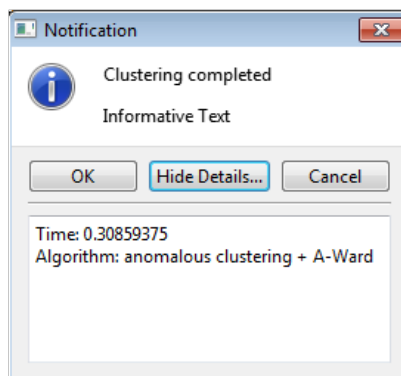 Notification
Clustering completed
Informative Text
OK
Hide Details...
Cancel
Time: 0.30859375
Algorithm: anomalous clustering + A-Ward